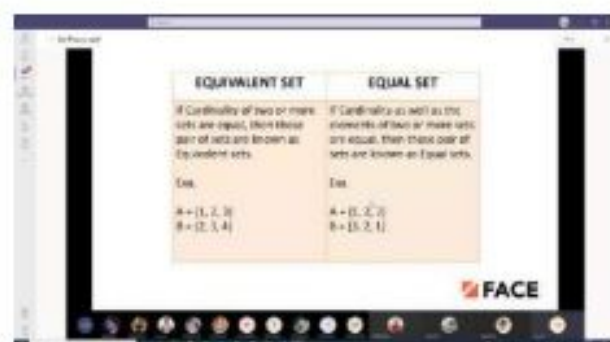 EQUIVALENT SET
EQUAL SET
If Cardinality of two or more
sets are equal, then those
pair of sets are known as
Equivalent sets.
Exa.
A = {1, 2, 3}
B = {2, 3, 4}
If Cardinality as well as the
elements of two or more sets
are equal, then those pair of
sets are known as Equal sets.
Exa.
A = {1, 2, 3}
B = {3, 2, 1}
FACE